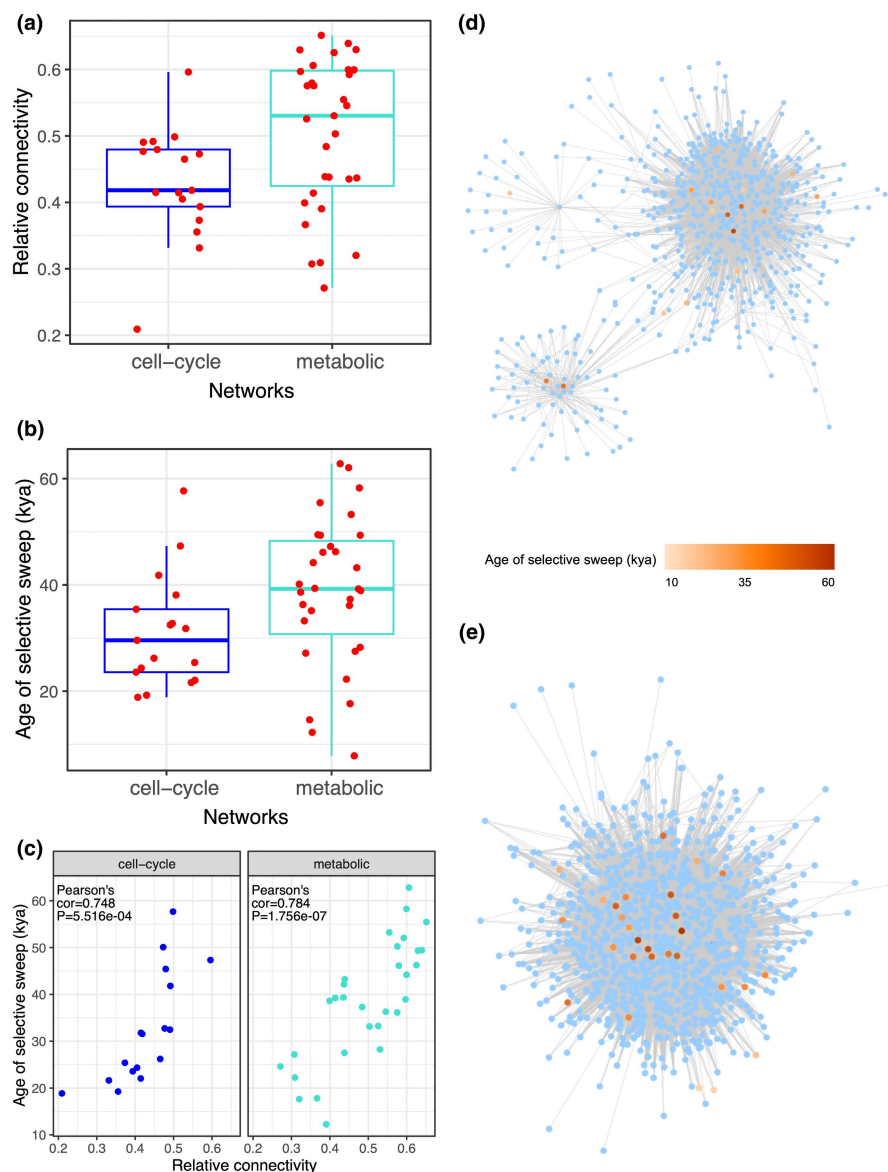 (a)
Relative connectivity
0.6
0.5
0.4
0.3
0.2
cell−cycle
metabolic
Networks
(b)
Age of selective sweep (kya)
60
40
20
cell−cycle
metabolic
Networks
(c)
cell−cycle
metabolic
Age of selective sweep (kya)
60
50
40
30
20
10
Pearson's
cor=0.748
P=5.516e−04
Pearson's
cor=0.784
P=1.756e−07
0.2 0.3 0.4 0.5 0.6
0.2 0.3 0.4 0.5 0.6
Relative connectivity
(d)
Age of selective sweep (kya)
10 35 60
(e)